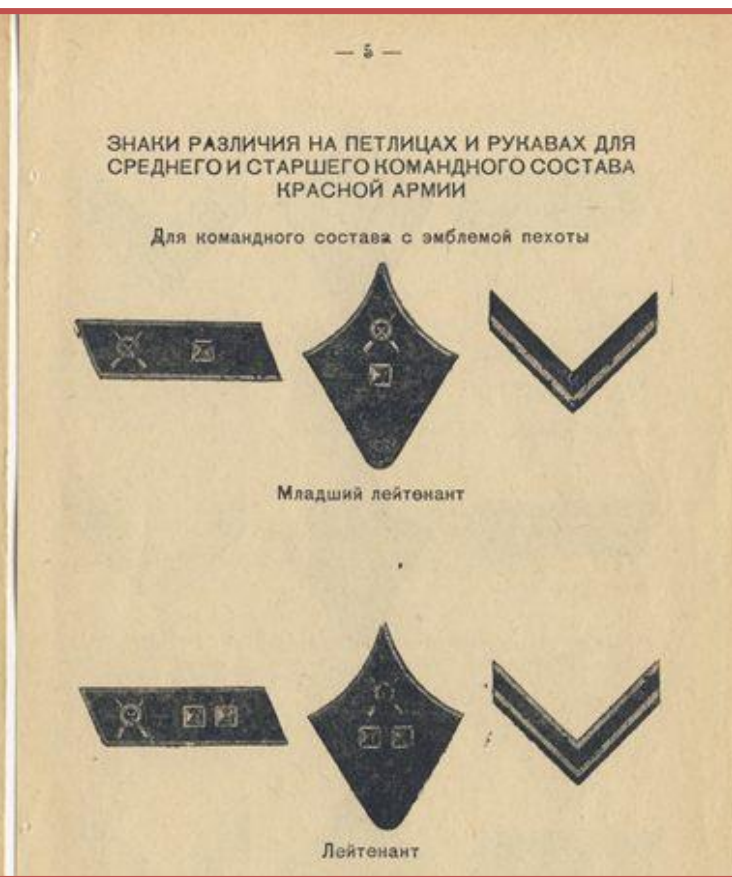 — 5 —
ЗНАКИ РАЗЛИЧИЯ НА ПЕТЛИЦАХ И РУКАВАХ ДЛЯ
СРЕДНЕГО И СТАРШЕГО КОМАНДНОГО СОСТАВА
КРАСНОЙ АРМИИ
Для командного состава с эмблемой пехоты
Младший лейтенант
Лейтенант